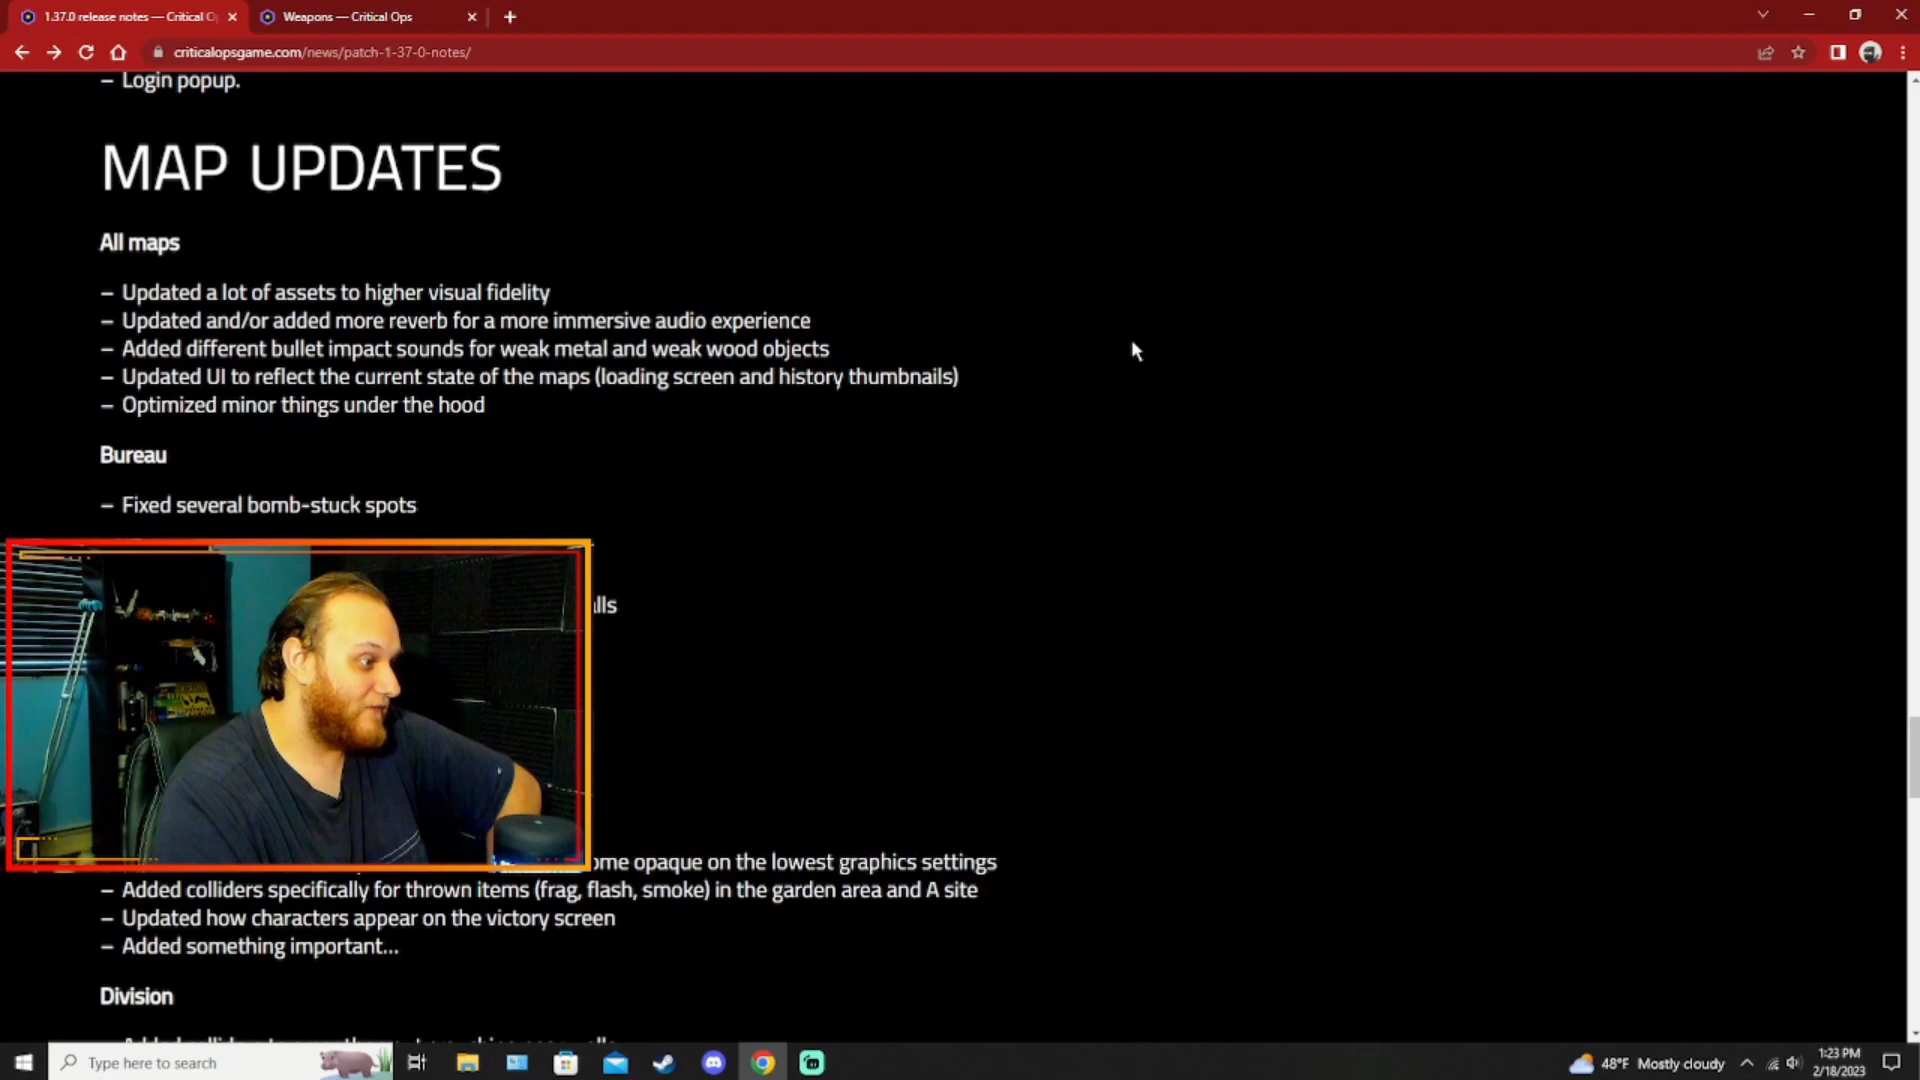 1.37.0 release notes — Critical O
Weapons — Critical Ops
criticalopsgame.com/news/patch-1-37-0-notes/
– Login popup.
MAP UPDATES
All maps
– Updated a lot of assets to higher visual fidelity
– Updated and/or added more reverb for a more immersive audio experience
– Added different bullet impact sounds for weak metal and weak wood objects
– Updated UI to reflect the current state of the maps (loading screen and history thumbnails)
– Optimized minor things under the hood
Bureau
– Fixed several bomb-stuck spots
opaque on the lowest graphics settings
– Added colliders specifically for thrown items (frag, flash, smoke) in the garden area and A site
– Updated how characters appear on the victory screen
– Added something important...
Division
Type here to search
48°F Mostly cloudy
1:23 PM
2/18/2023